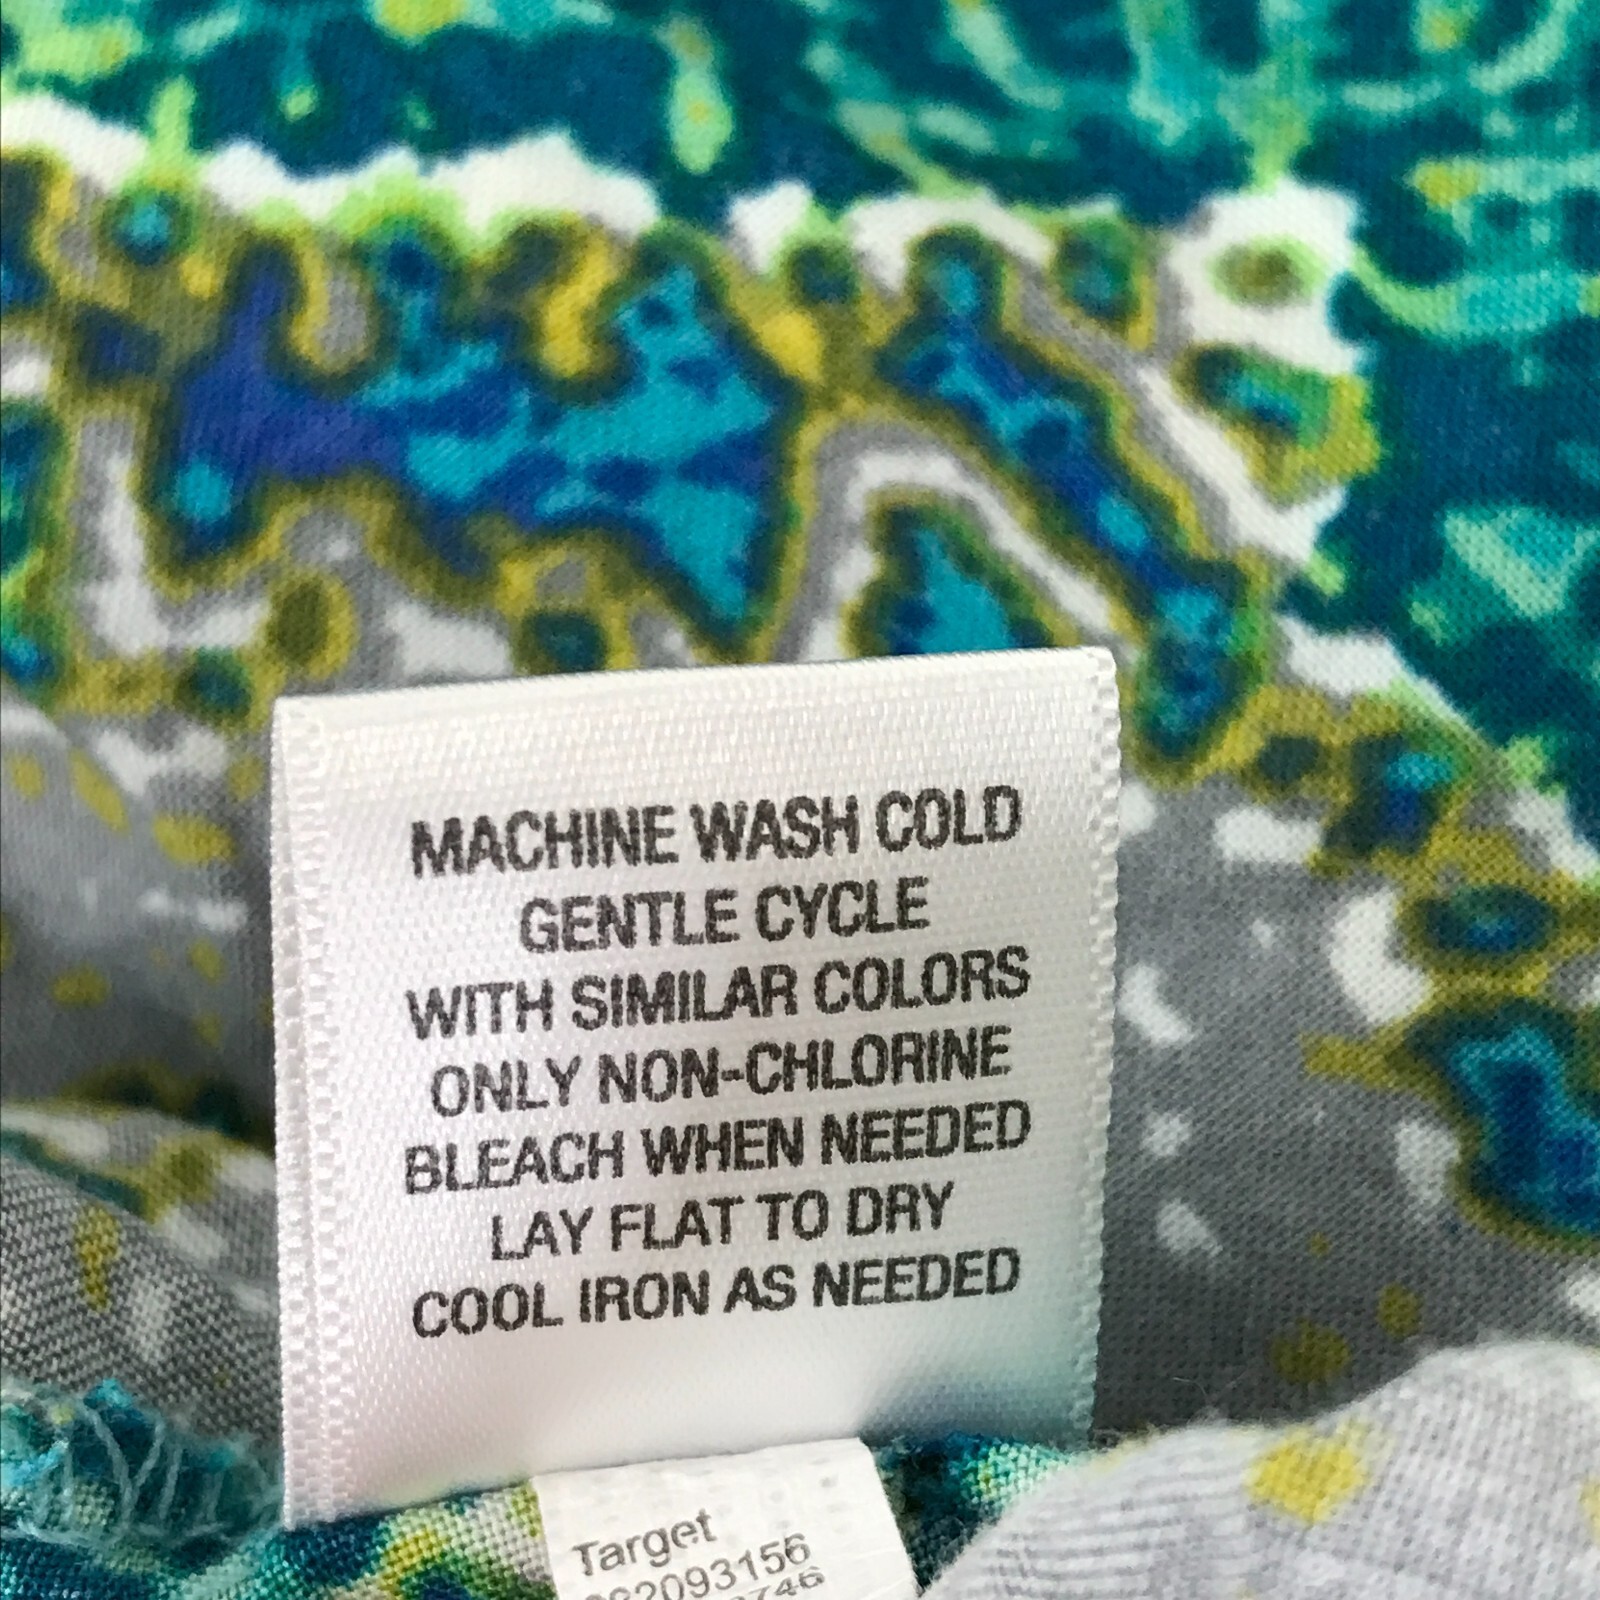 MACHINE WASH COLD
GENTLE CYCLE
WITH SIMILAR COLORS
ONLY NON-CHLORINE
BLEACH WHEN NEEDED
LAY FLAT TO DRY
COOL IRON AS NEEDED
Target